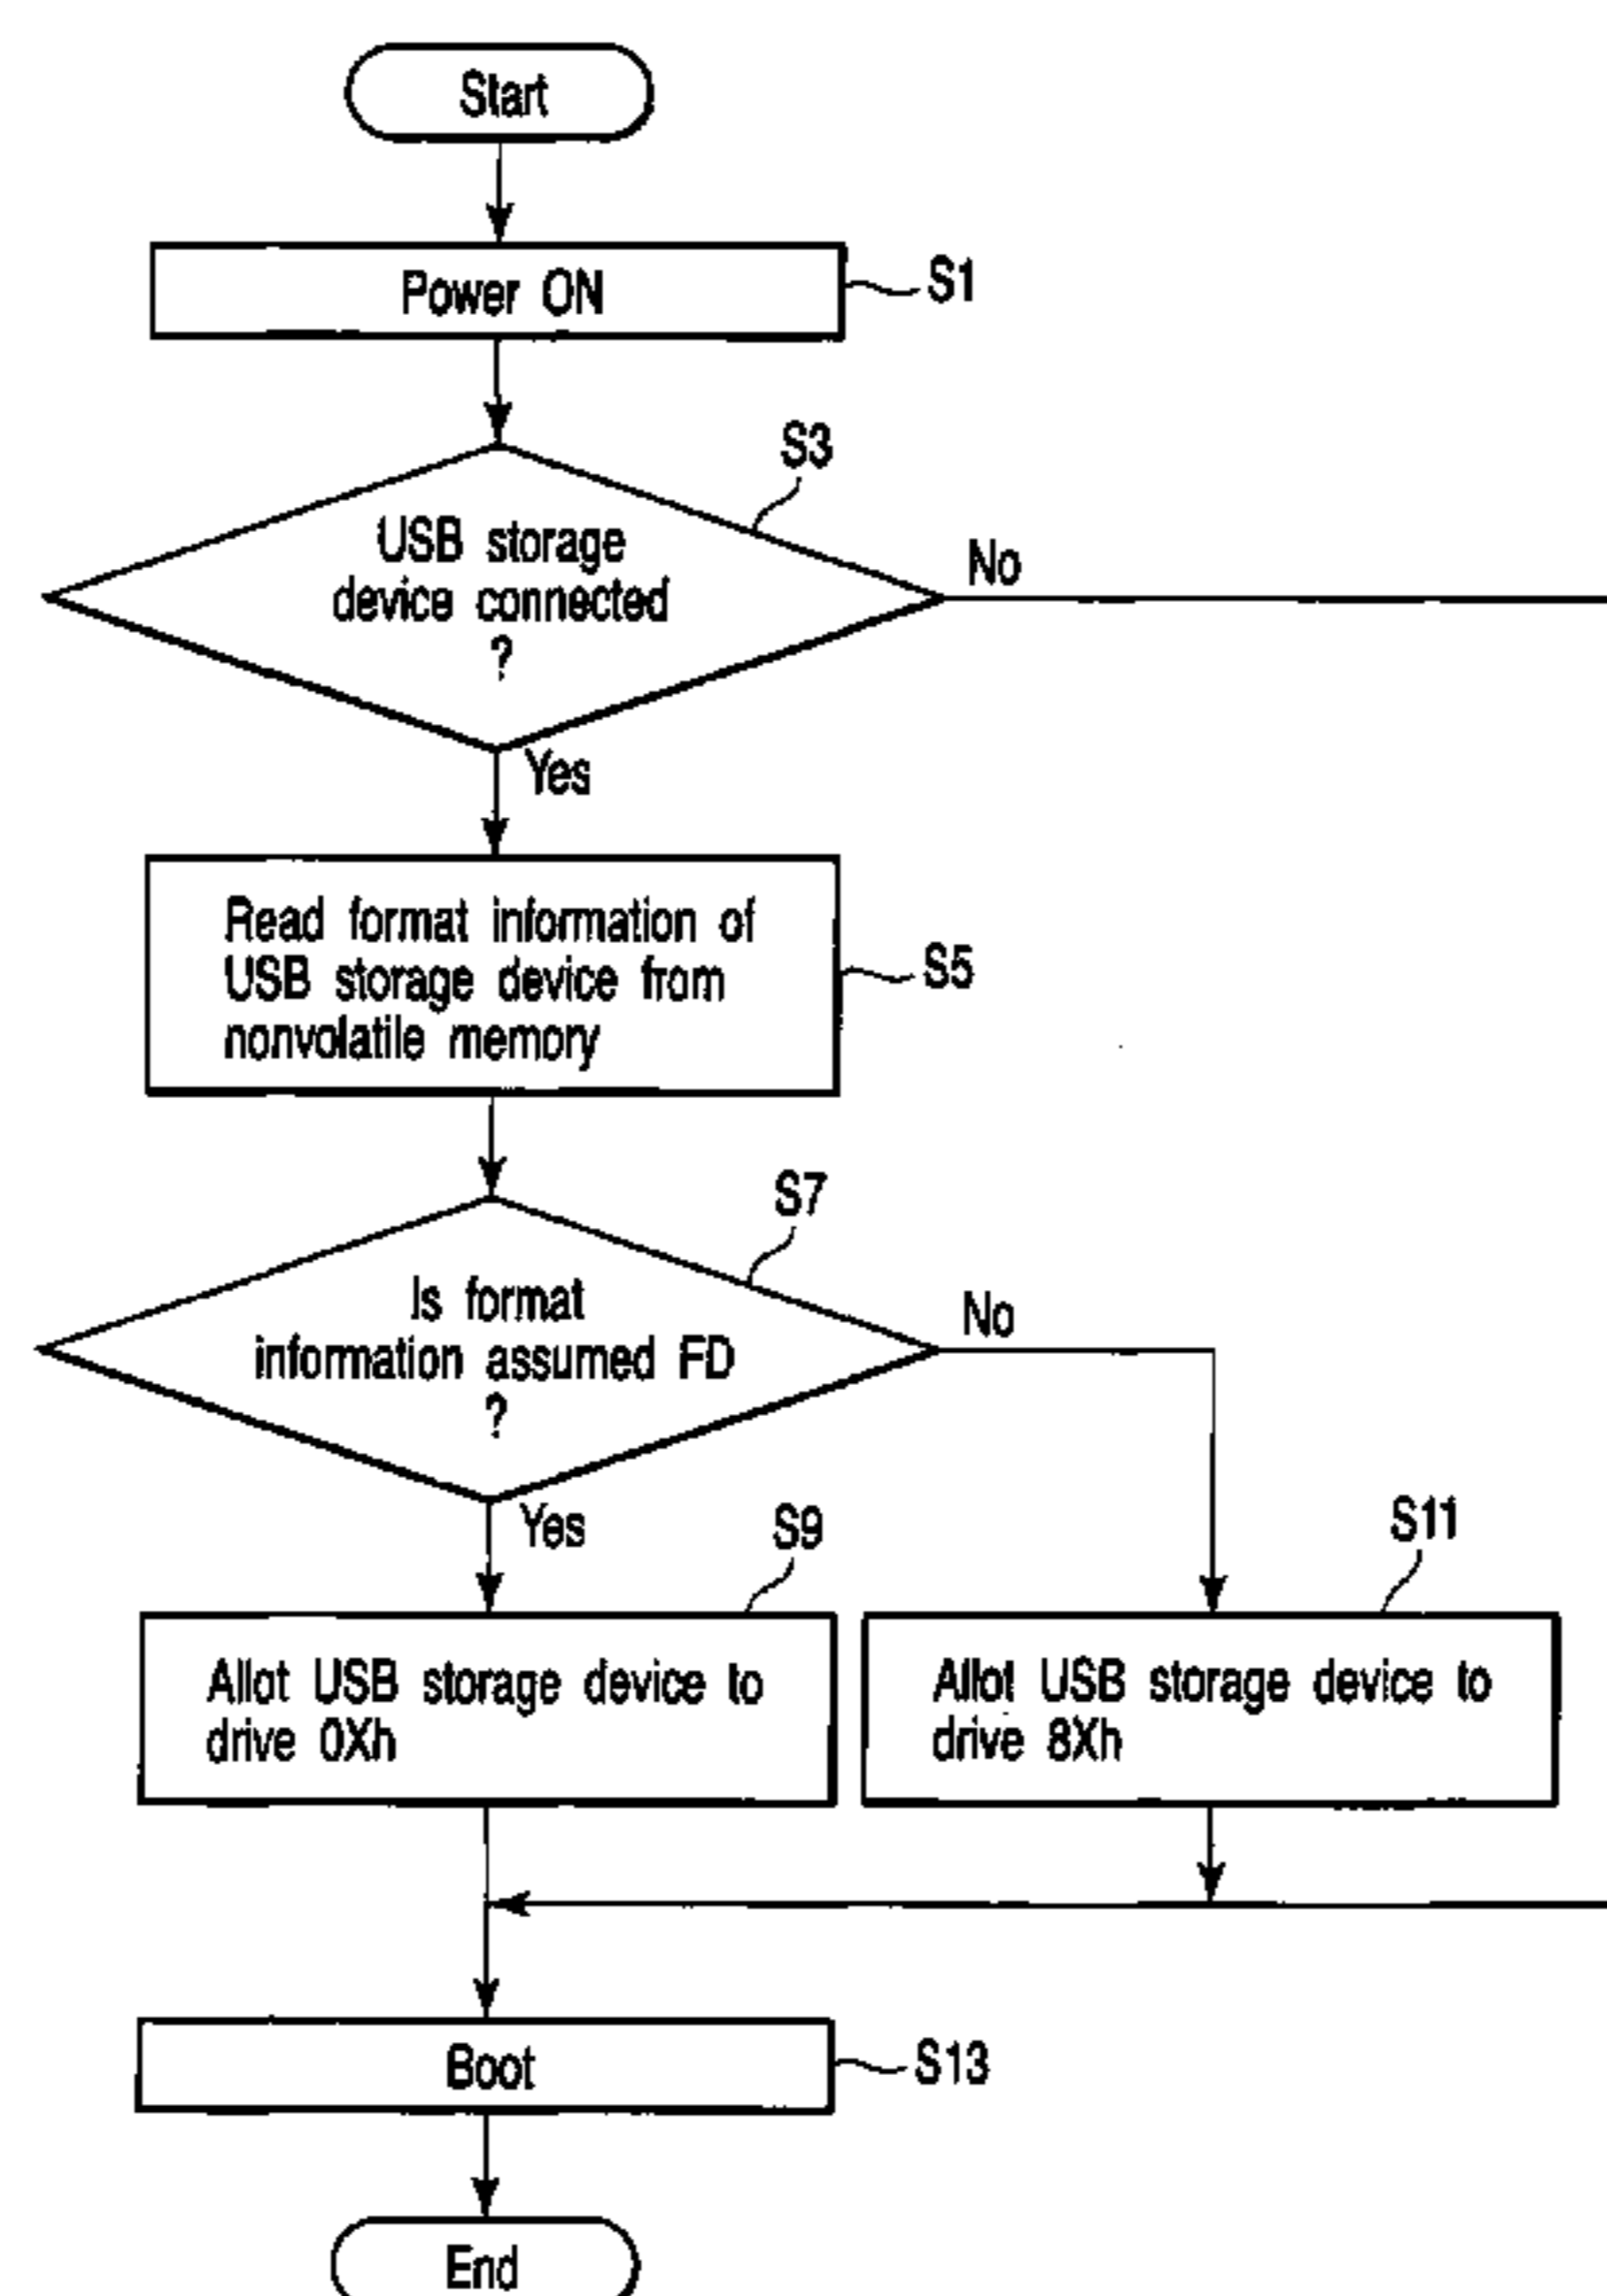 Start
Power ON
S1
S3
USB storage
device connected
?
No
Yes
Read format information of
USB storage device from
nonvolatile memory
S5
S7
Is format
information assumed FD
?
No
Yes
S9
S11
Allot USB storage device to
drive 0Xh
Allot USB storage device to
drive 8Xh
Boot
S13
End